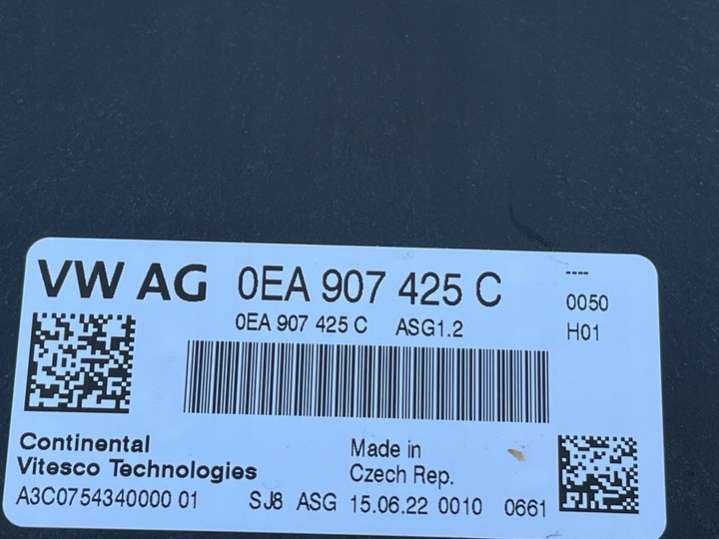 VW AG 0EA 907 425 C ----
0EA 907 425 C ASG1.2 0050
H01
Continental Made in
Vitesco Technologies Czech Rep.
A3C0754340000 01 SJ8 ASG 15.06.22 0010 0661